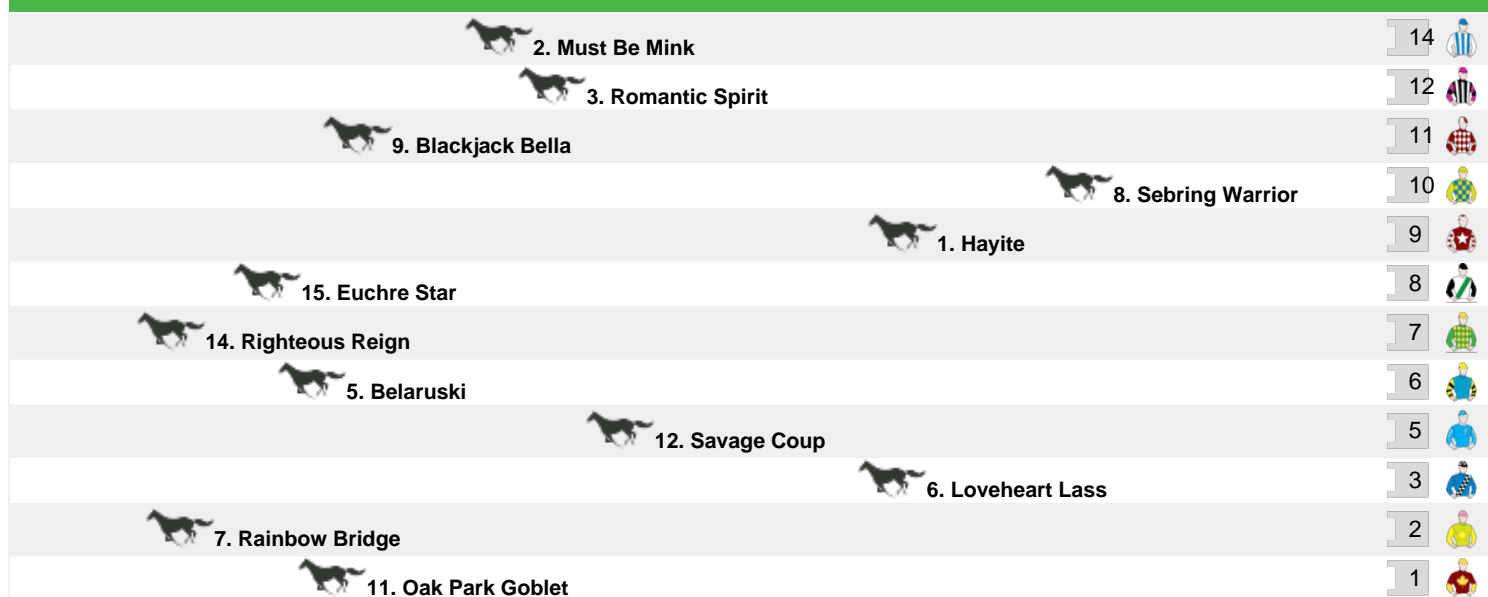 2. Must Be Mink 14
3. Romantic Spirit 12
9. Blackjack Bella 11
8. Sebring Warrior 10
1. Hayite 9
15. Euchre Star 8
14. Righteous Reign 7
5. Belaruski 6
12. Savage Coup 5
6. Loveheart Lass 3
7. Rainbow Bridge 2
11. Oak Park Goblet 1